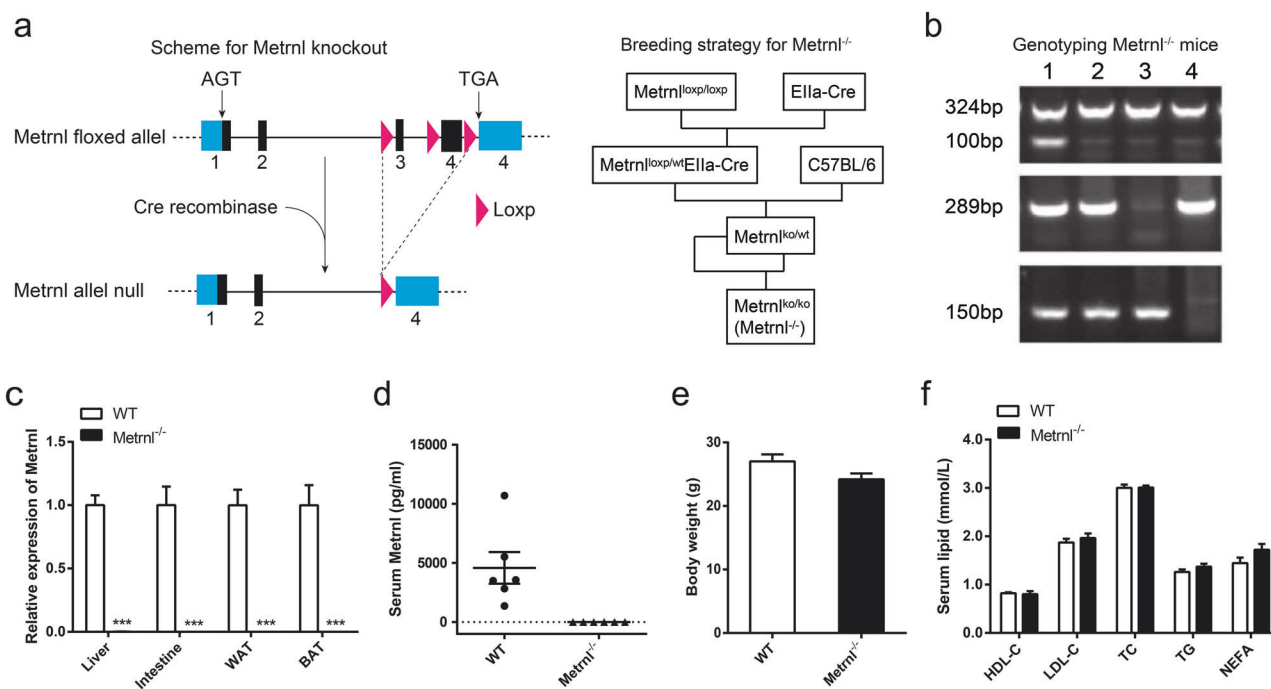 a
Scheme for Metrnl knockout
AGT
TGA
Metrnl floxed allel
1
2
3
4
4
Cre recombinase
Loxp
Metrnl allel null
1
2
4
Breeding strategy for Metrnl-/-
Metrnlloxp/loxp
EIIa-Cre
Metrnlloxp/wtEIIa-Cre
C57BL/6
Metrnlko/wt
Metrnlko/ko
(Metrnl-/-)
b
Genotyping Metrnl-/- mice
1 2 3 4
324bp
100bp
289bp
150bp
c
WT
Metrnl-/-
Relative expression of Metrnl
1.5
1.0
0.5
0.0
*** *** *** ***
Liver
Intestine
WAT
BAT
d
Serum Metrnl (pg/ml)
15000
10000
5000
0
WT
Metrnl-/-
e
Body weight (g)
30
20
10
0
WT
Metrnl-/-
f
WT
Metrnl-/-
Serum lipid (mmol/L)
4.0
3.0
2.0
1.0
0.0
HDL-C
LDL-C
TC
TG
NEFA